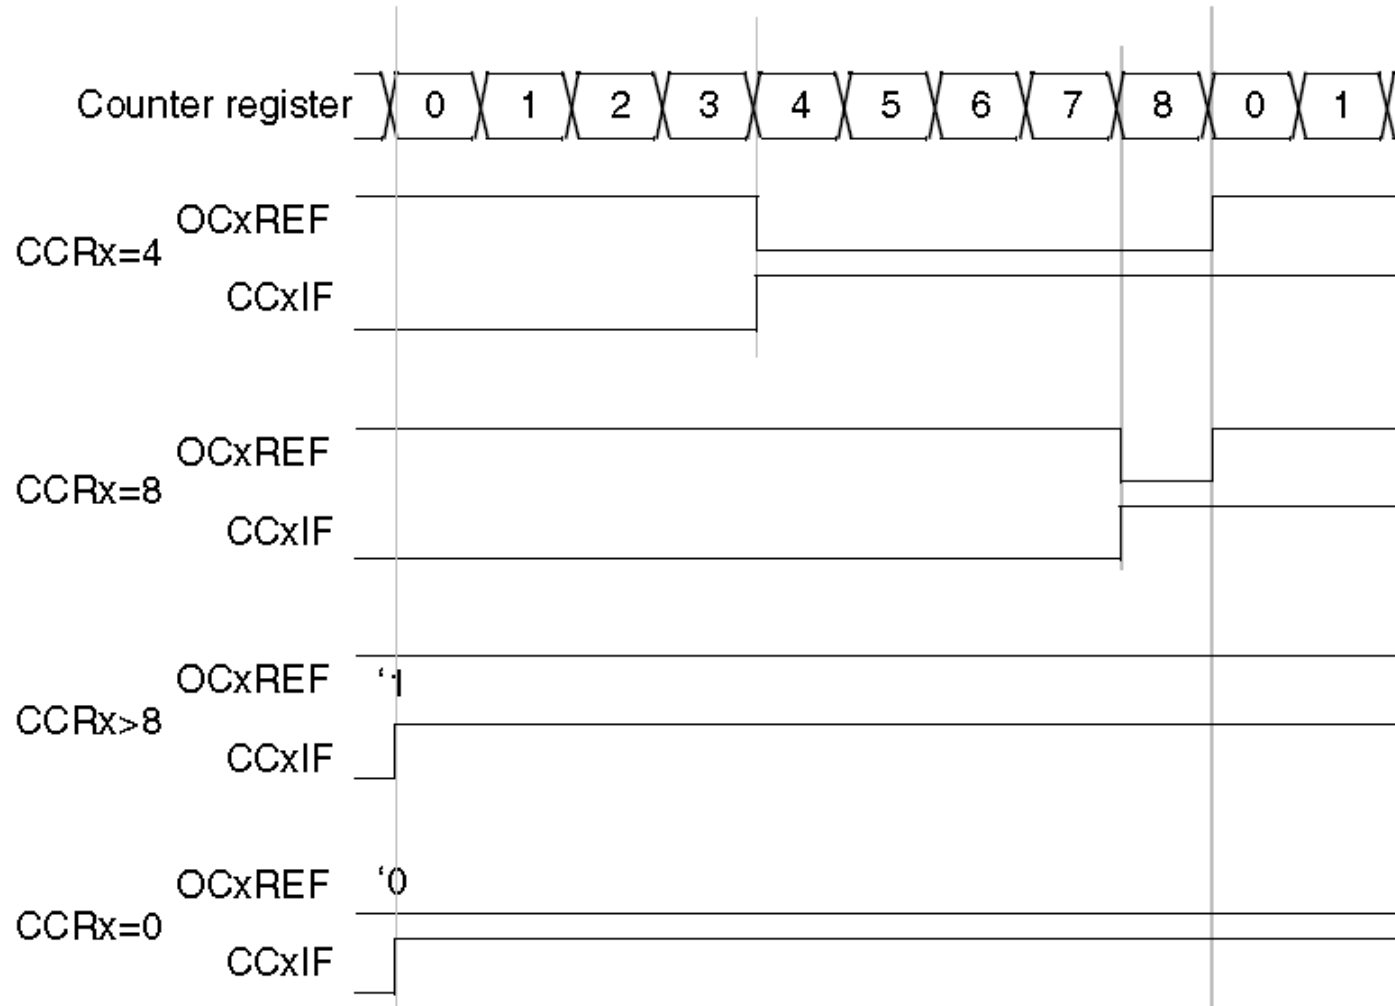 Counter register 0 1 2 3 4 5 6 7 8 0 1
OCxREF
CCRx=4
CCxIF
OCxREF
CCRx=8
CCxIF
OCxREF ‘1
CCRx>8
CCxIF
OCxREF ‘0
CCRx=0
CCxIF